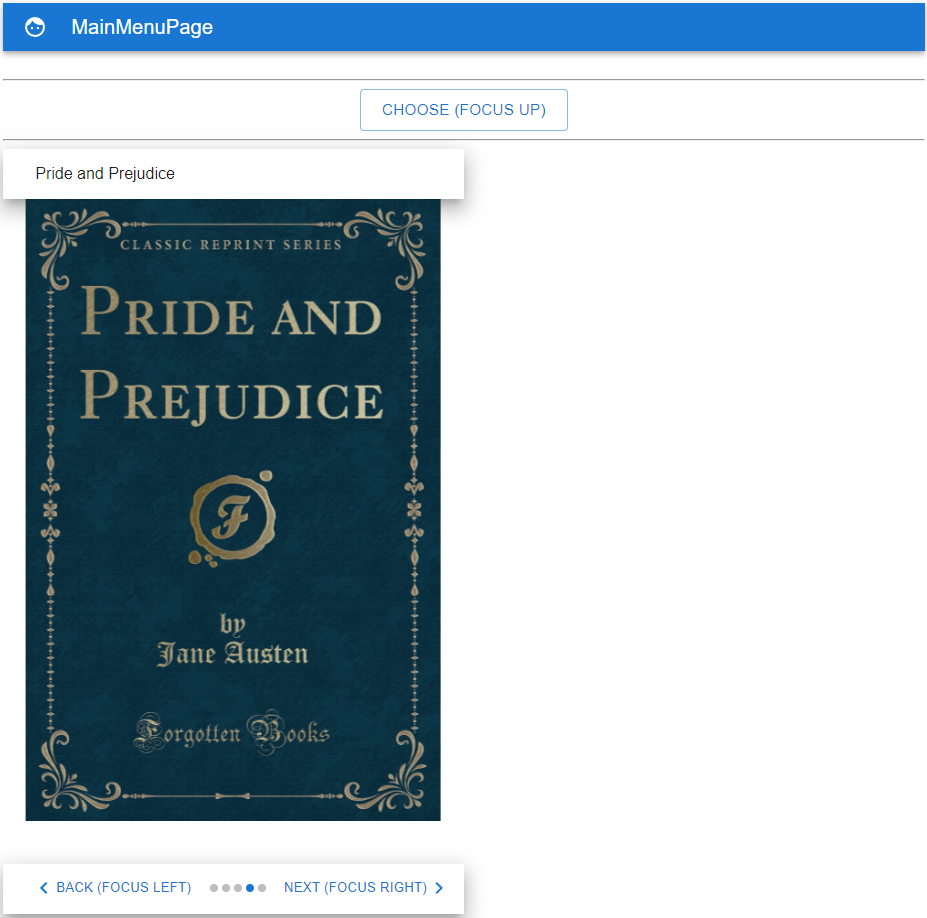 MainMenuPage
CHOOSE (FOCUS UP)
Pride and Prejudice
CLASSIC REPRINT SERIES
PRIDE AND
PREJUDICE
F
by
Jane Austen
Forgotten Books
BACK (FOCUS LEFT) NEXT (FOCUS RIGHT)